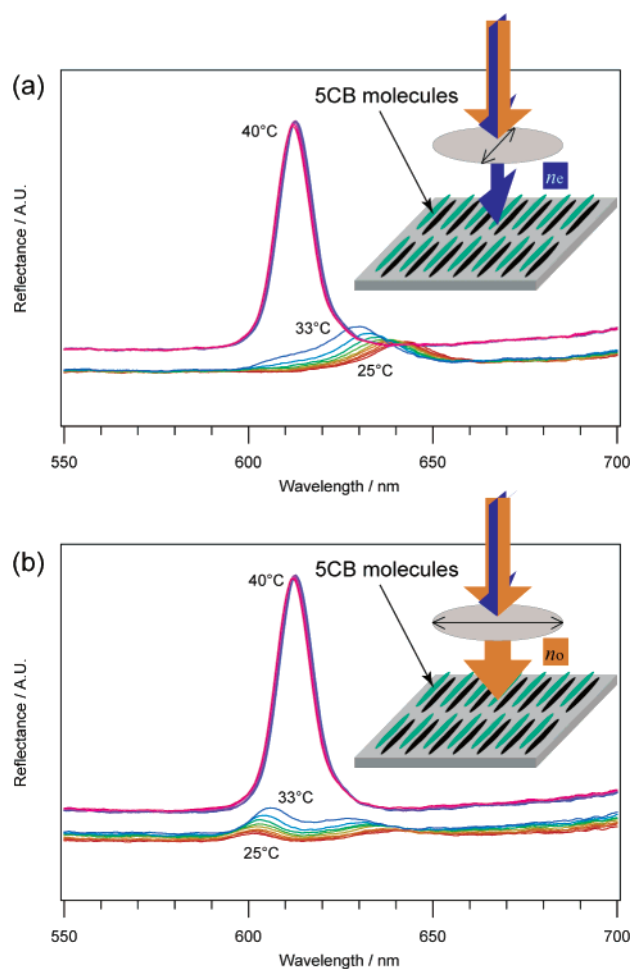 (a)
5CB molecules
40°C
ne
33°C
25°C
Reflectance / A.U.
550 600 650 700
Wavelength / nm
(b)
5CB molecules
40°C
no
33°C
25°C
Reflectance / A.U.
550 600 650 700
Wavelength / nm